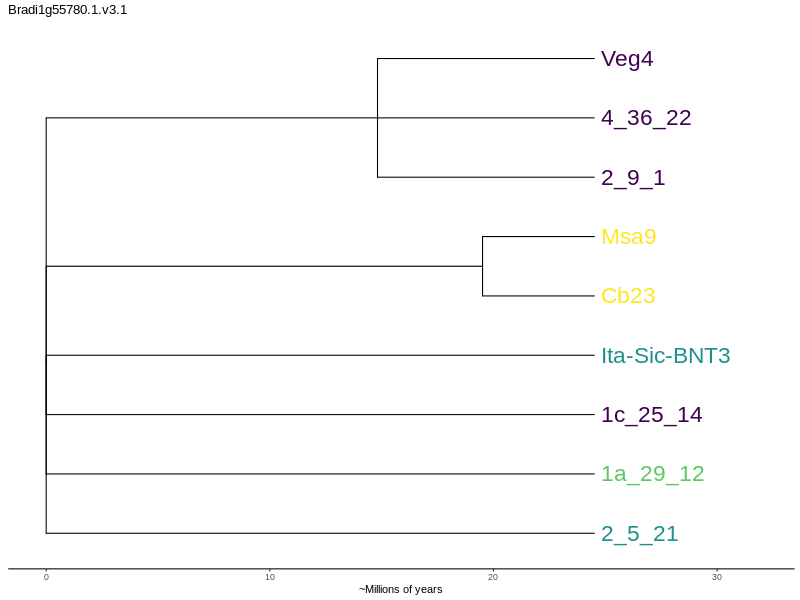 Bradi1g55780.1.v3.1
Veg4
4_36_22
2_9_1
Msa9
Cb23
Ita-Sic-BNT3
1c_25_14
1a_29_12
2_5_21
0 10 20 30
~Millions of years